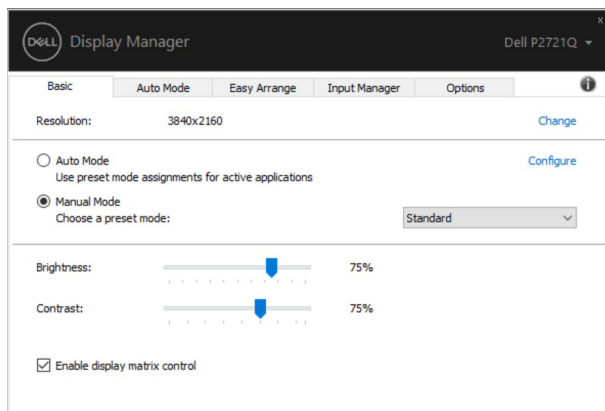 x
DELL Display Manager
Dell P2721Q
Basic Auto Mode Easy Arrange Input Manager Options
Resolution: 3840x2160 Change
Auto Mode Configure
Use preset mode assignments for active applications
Manual Mode
Choose a preset mode: Standard
Brightness: 75%
Contrast: 75%
Enable display matrix control